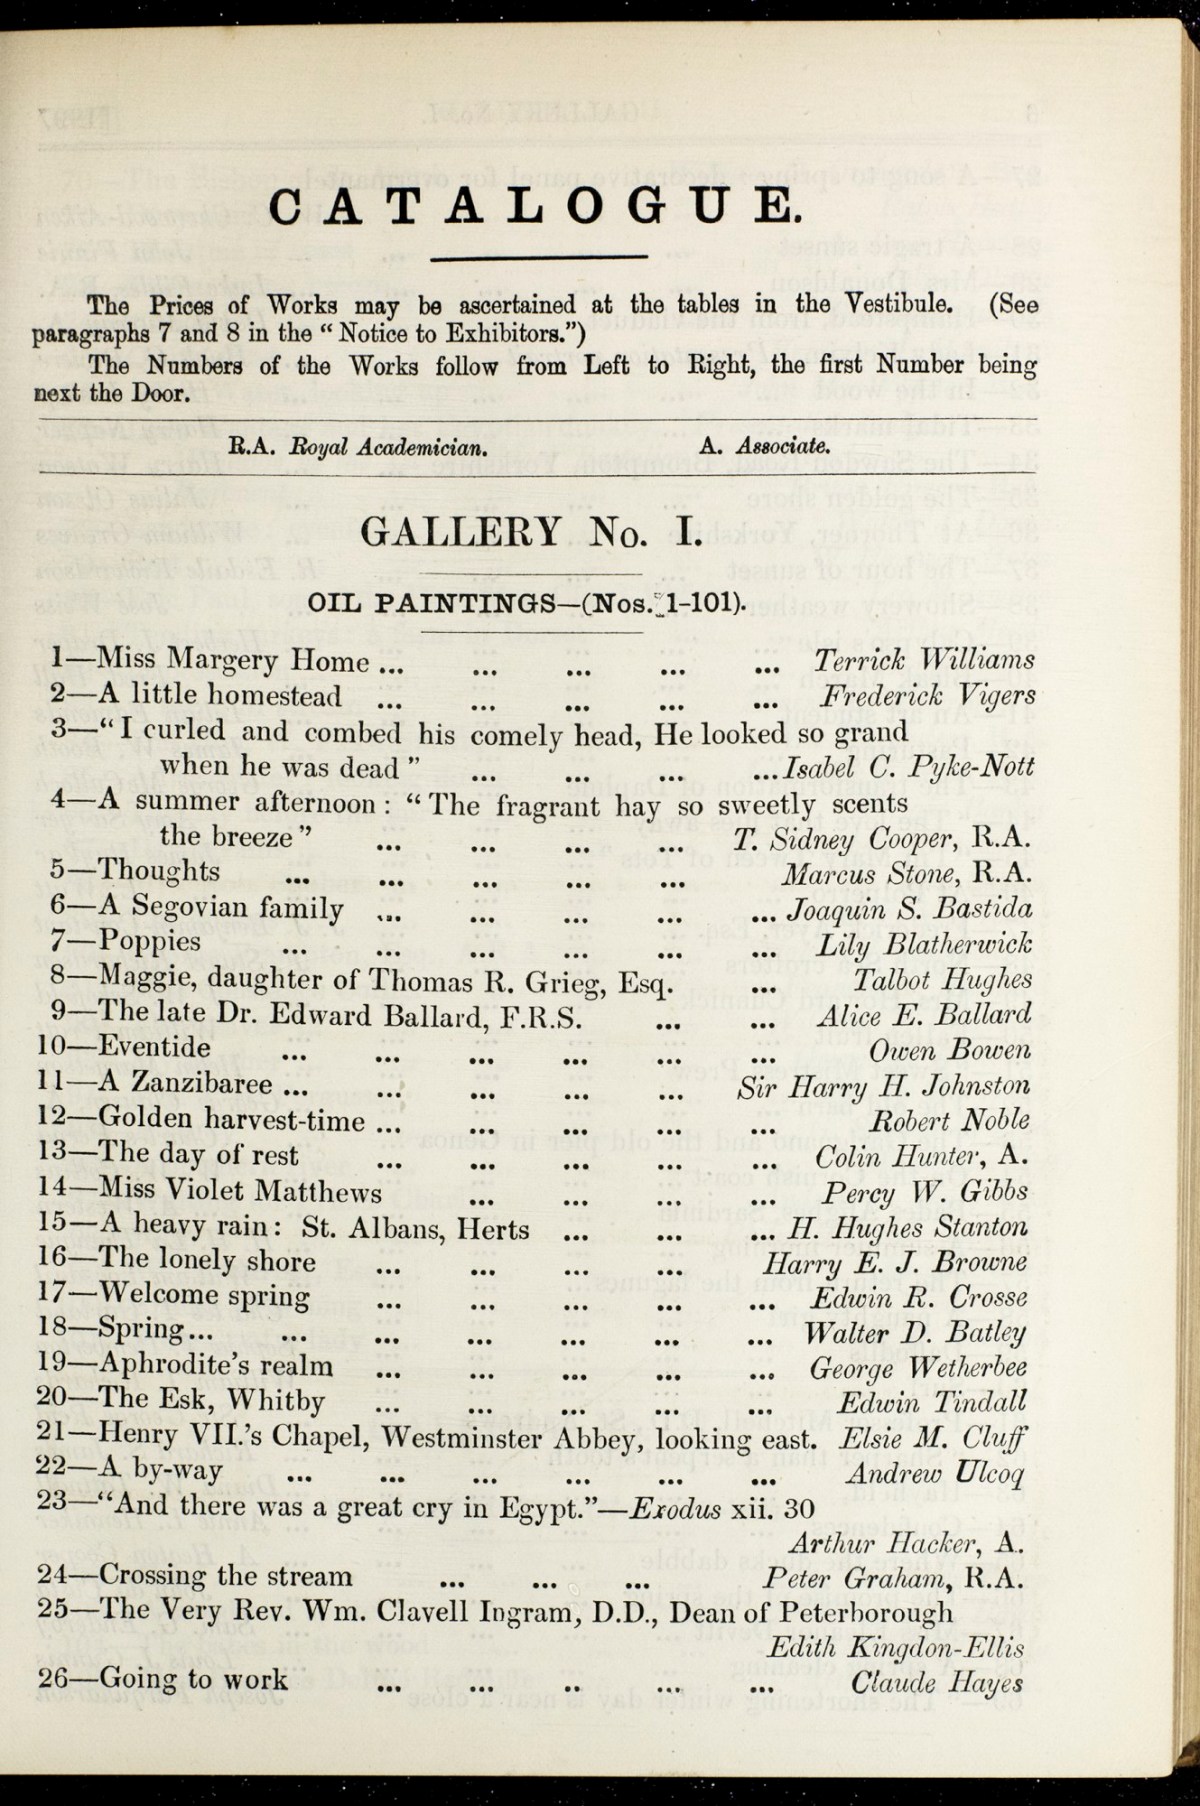 CATALOGUE.
The Prices of Works may be ascertained at the tables in the Vestibule. (See
paragraphs 7 and 8 in the “ Notice to Exhibitors.”)
The Numbers of the Works follow from Left to Right, the first Number being
next the Door.
R.A. Royal Academician. A. Associate.
GALLERY No. I.
OIL PAINTINGS—(Nos. 1-101).
1—Miss Margery Home ... ... ... ... ... Terrick Williams
2—A little homestead ... ... ... ... ... Frederick Vigers
3—“I curled and combed his comely head, He looked so grand
when he was dead” ... ... ... ...Isabel C. Pyke-Nott
4—A summer afternoon: “The fragrant hay so sweetly scents
the breeze” ... ... ... ... T. Sidney Cooper, R.A.
5—Thoughts ... ... ... ... ... Marcus Stone, R.A.
6—A Segovian family ... ... ... ... ... Joaquin S. Bastida
7—Poppies ... ... ... ... ... ... Lily Blatherwick
8—Maggie, daughter of Thomas R. Grieg, Esq. ... Talbot Hughes
9—The late Dr. Edward Ballard, F.R.S. ... ... Alice E. Ballard
10—Eventide ... ... ... ... ... ... Owen Bowen
11—A Zanzibaree ... ... ... ... ... Sir Harry H. Johnston
12—Golden harvest-time ... ... ... ... ... Robert Noble
13—The day of rest ... ... ... ... ... Colin Hunter, A.
14—Miss Violet Matthews ... ... ... ... Percy W. Gibbs
15—A heavy rain: St. Albans, Herts ... ... ... H. Hughes Stanton
16—The lonely shore ... ... ... ... Harry E. J. Browne
17—Welcome spring ... ... ... ... ... Edwin R. Crosse
18—Spring... ... ... ... ... ... ... Walter D. Batley
19—Aphrodite’s realm ... ... ... ... ... George Wetherbee
20—The Esk, Whitby ... ... ... ... ... Edwin Tindall
21—Henry VII.’s Chapel, Westminster Abbey, looking east. Elsie M. Cluff
22—A by-way ... ... ... ... ... ... Andrew Ulcoq
23—“And there was a great cry in Egypt.”—Exodus xii. 30
Arthur Hacker, A.
24—Crossing the stream ... ... ... Peter Graham, R.A.
25—The Very Rev. Wm. Clavell Ingram, D.D., Dean of Peterborough
Edith Kingdon-Ellis
26—Going to work ... ... .. ... ... Claude Hayes